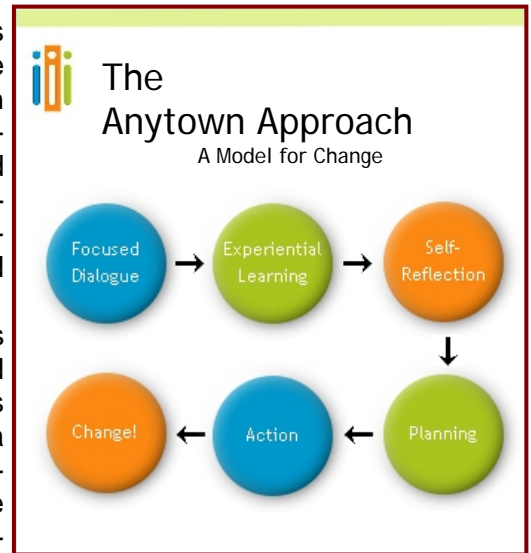 The
Anytown Approach
A Model for Change
Focused
Dialogue
Experiential
Learning
Self-
Reflection
Planning
Action
Change!